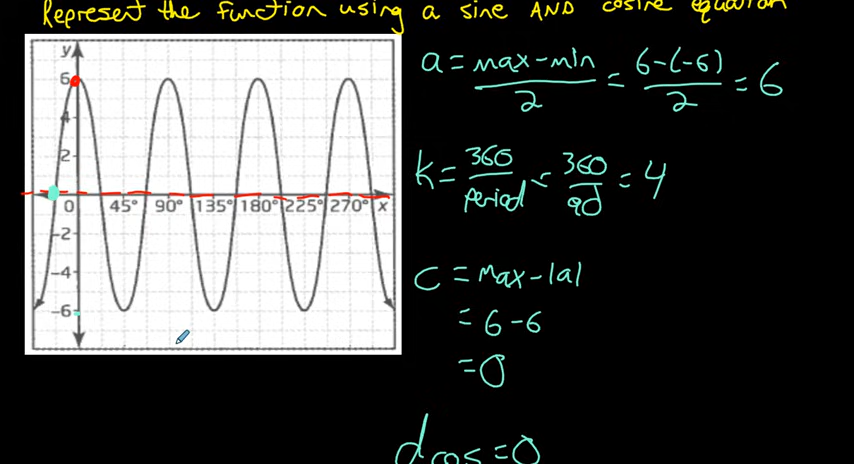 Represent the function using a sine AND cosine equation
y
6
4
2
0 45° 90° 135° 180° 225° 270° x
-2
-4
-6
a = max-min/2 = 6-(-6)/2 = 6
k = 360/period = 360/90 = 4
c = max - |a|
= 6 - 6
= 0
d cos = 0